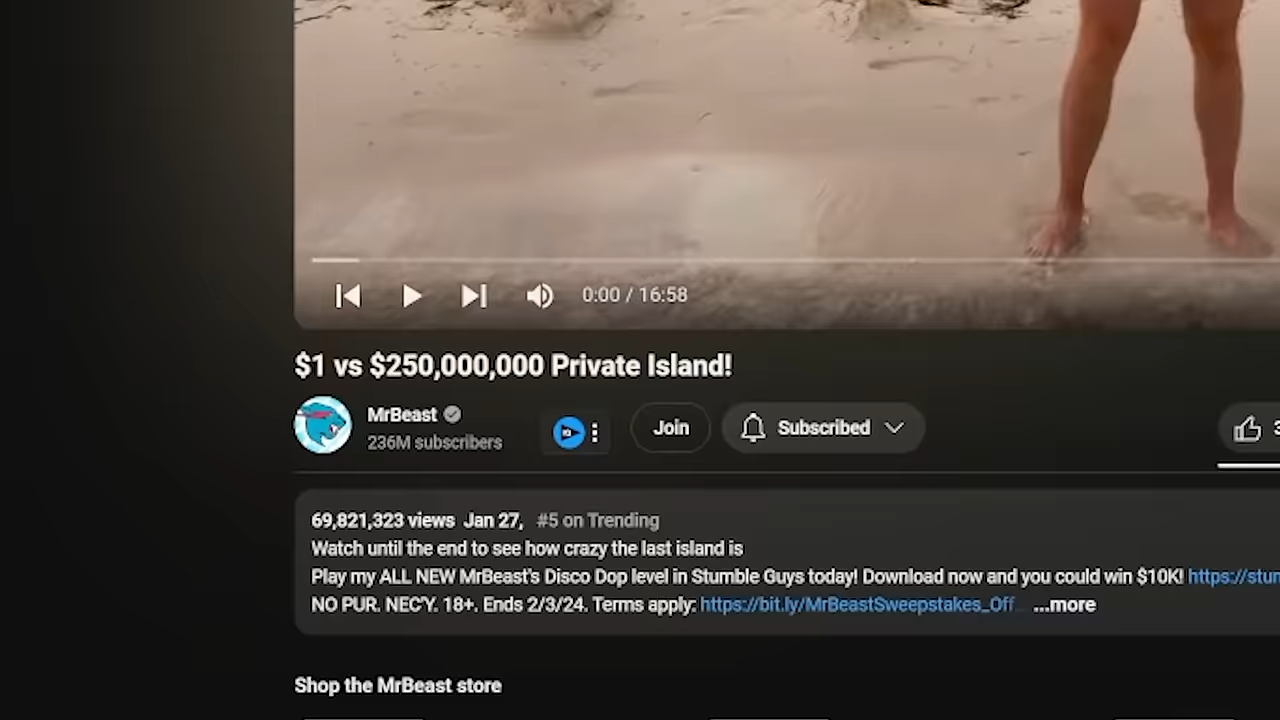 0:00 / 16:58
$1 vs $250,000,000 Private Island!
MrBeast
236M subscribers
Join
Subscribed
3
69,821,323 views Jan 27, #5 on Trending
Watch until the end to see how crazy the last island is
Play my ALL NEW MrBeast's Disco Dop level in Stumble Guys today! Download now and you could win $10K! https://stum
NO PUR. NEC'Y. 18+. Ends 2/3/24. Terms apply: https://bit.ly/MrBeastSweepstakes_Off ...more
Shop the MrBeast store